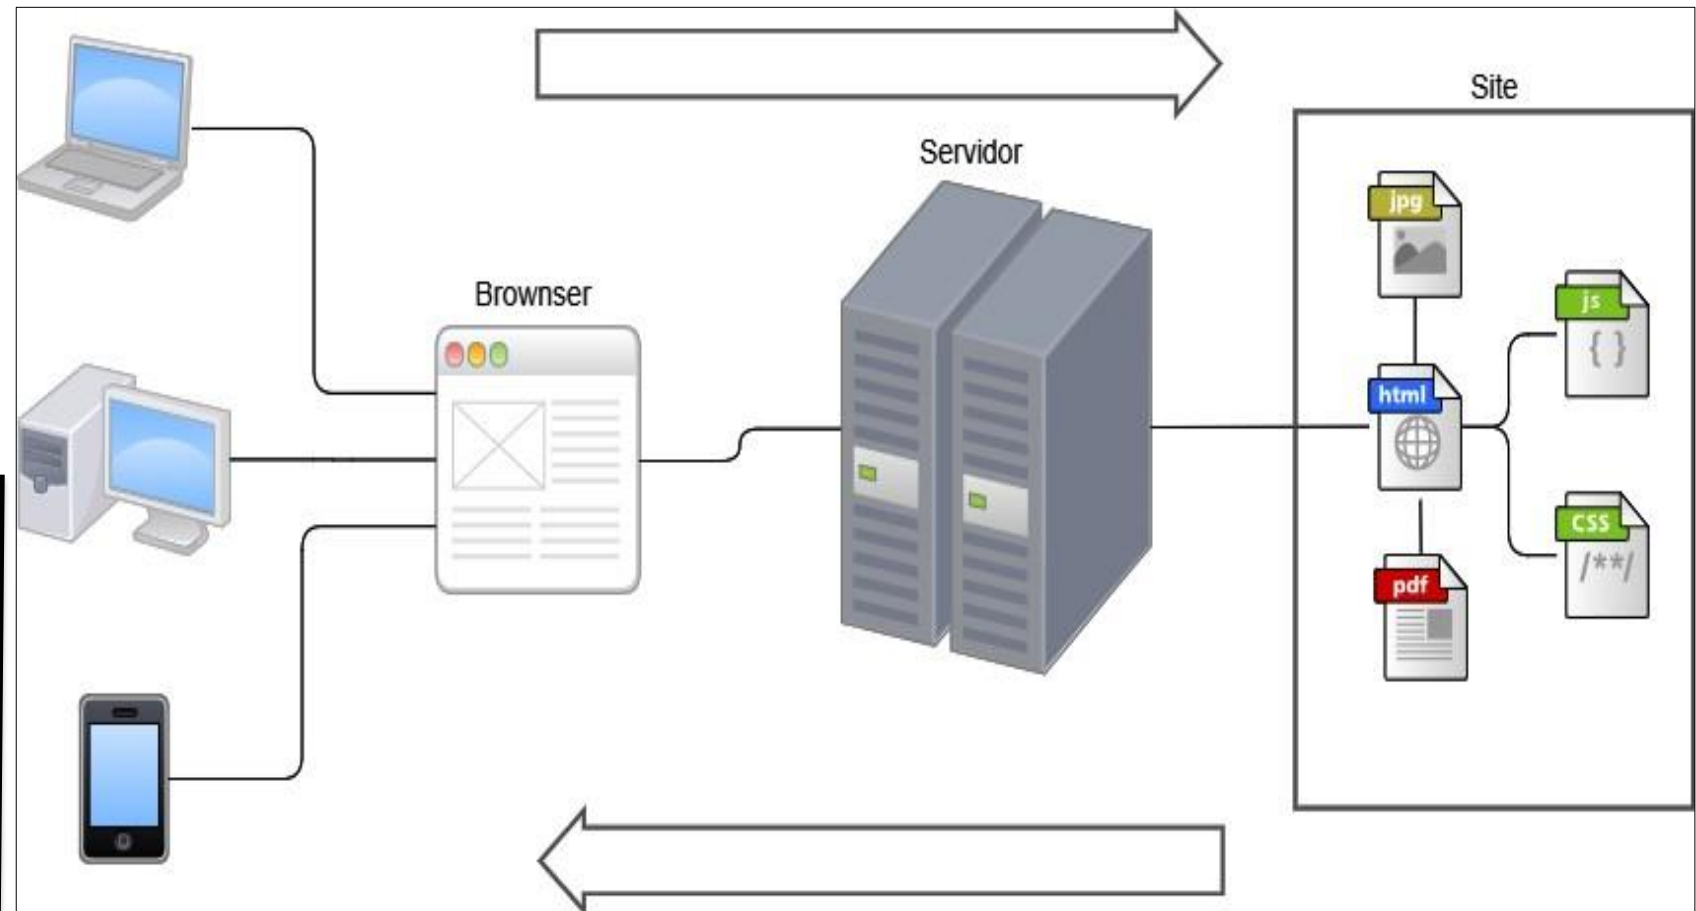 Site
Servidor
Brownser
jpg
js
{ }
html
css
/**/
pdf